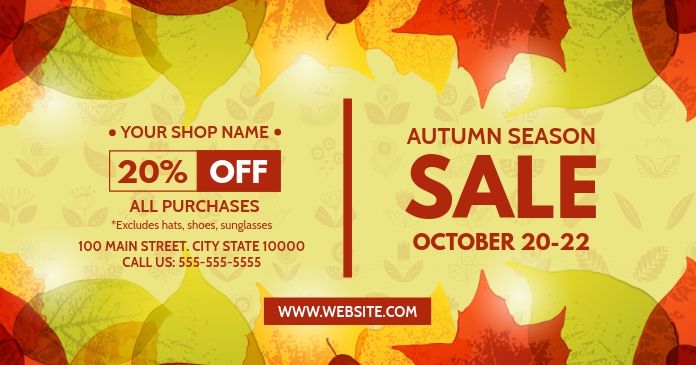 • YOUR SHOP NAME •
20% OFF
ALL PURCHASES
*Excludes hats, shoes, sunglasses
100 MAIN STREET. CITY STATE 10000
CALL US: 555-555-5555
AUTUMN SEASON
SALE
OCTOBER 20-22
WWW.WEBSITE.COM